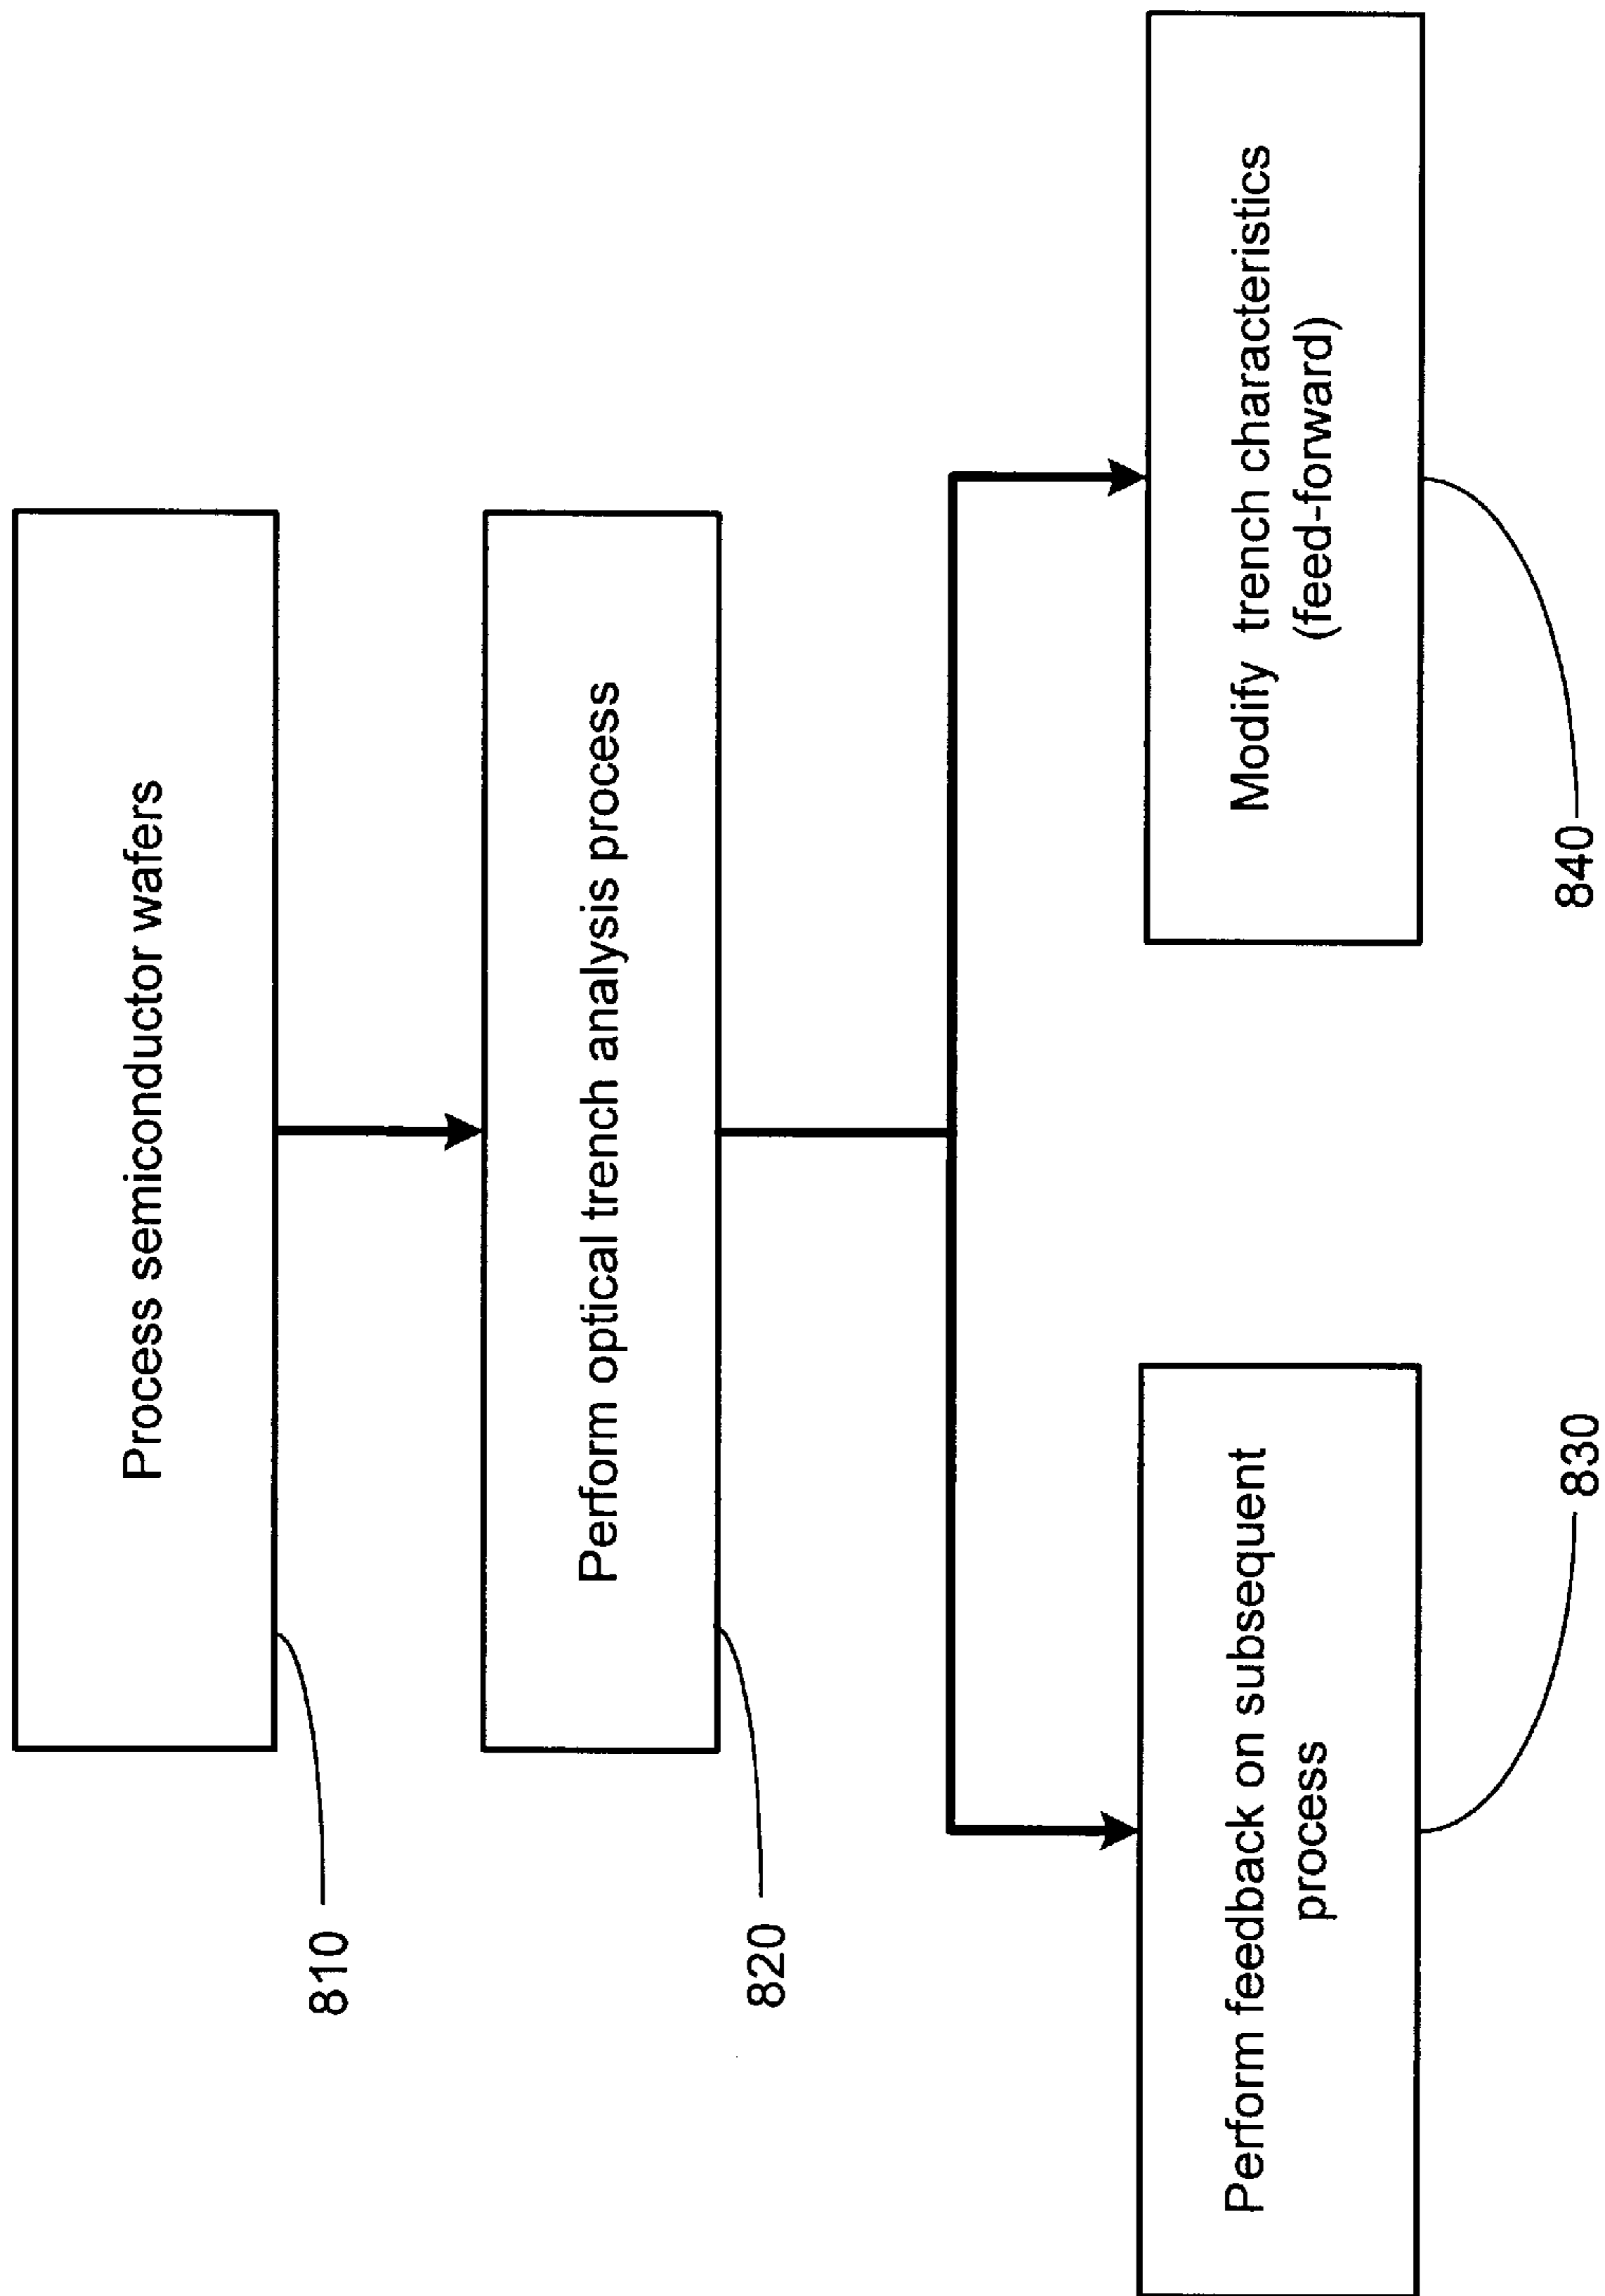 Process semiconductor wafers
810
Perform optical trench analysis process
820
Perform feedback on subsequent
process
830
Modify trench characteristics
(feed-forward)
840